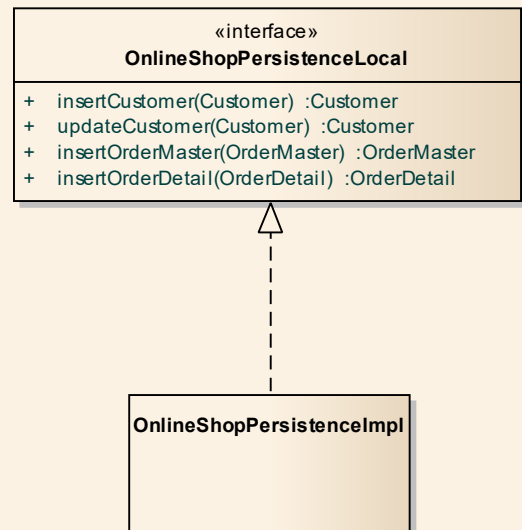 «interface»
OnlineShopPersistenceLocal
+ insertCustomer(Customer) :Customer
+ updateCustomer(Customer) :Customer
+ insertOrderMaster(OrderMaster) :OrderMaster
+ insertOrderDetail(OrderDetail) :OrderDetail
OnlineShopPersistenceImpl